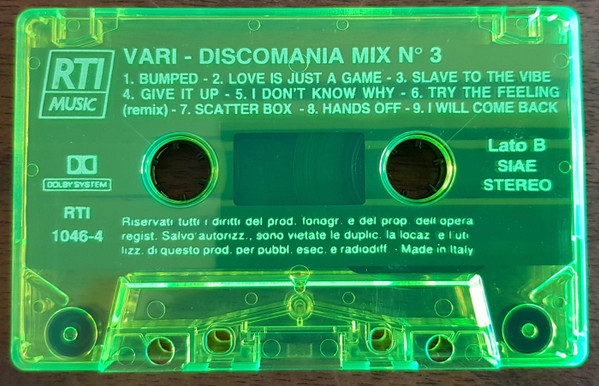 RTI
MUSIC
VARI - DISCOMANIA MIX N° 3
1. BUMPED - 2. LOVE IS JUST A GAME - 3. SLAVE TO THE VIBE
4. GIVE IT UP - 5. I DON'T KNOW WHY - 6. TRY THE FEELING
(remix) - 7. SCATTER BOX - 8. HANDS OFF - 9. I WILL COME BACK
DOLBY SYSTEM
RTI
1046-4
Lato B
SIAE
STEREO
Riservati tutti i diritti del prod. fonogr. e del prop. dell'opera
regist. Salvo autorizz., sono vietate le duplic. la locaz. e l'uti
lizz. di questo prod. per pubbl. esec. e radiodiff. - Made in Italy